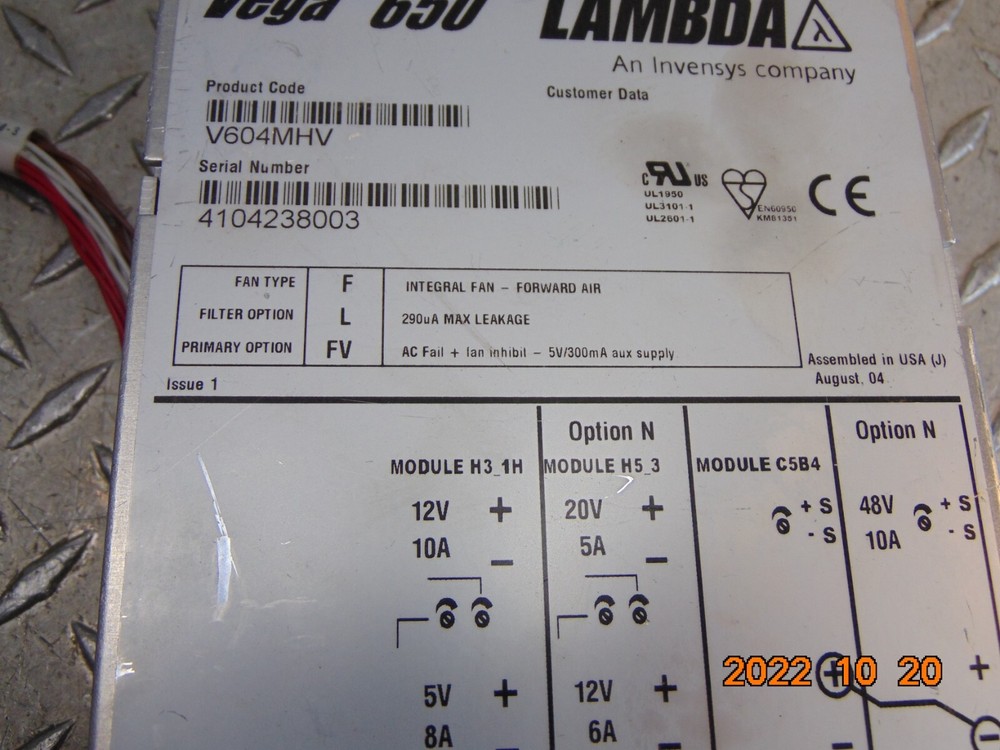 Vega 650 LAMBDA
An Invensys company
Product Code
Customer Data
V604MHV
Serial Number
4104238003
C RU US
UL1950
UL3101-1
UL2601-1
EN60950
KM81351
CE
FAN TYPE F INTEGRAL FAN – FORWARD AIR
FILTER OPTION L 290uA MAX LEAKAGE
PRIMARY OPTION FV AC Fail + fan inhibit – 5V/300mA aux supply
Assembled in USA (J)
August, 04
Issue 1
Option N
Option N
MODULE H3_1H MODULE H5_3 MODULE C5B4
12V + 20V + + S 48V + S
10A – 5A – - S 10A - S
5V + 12V + +
8A – 6A – –
2022 10 20